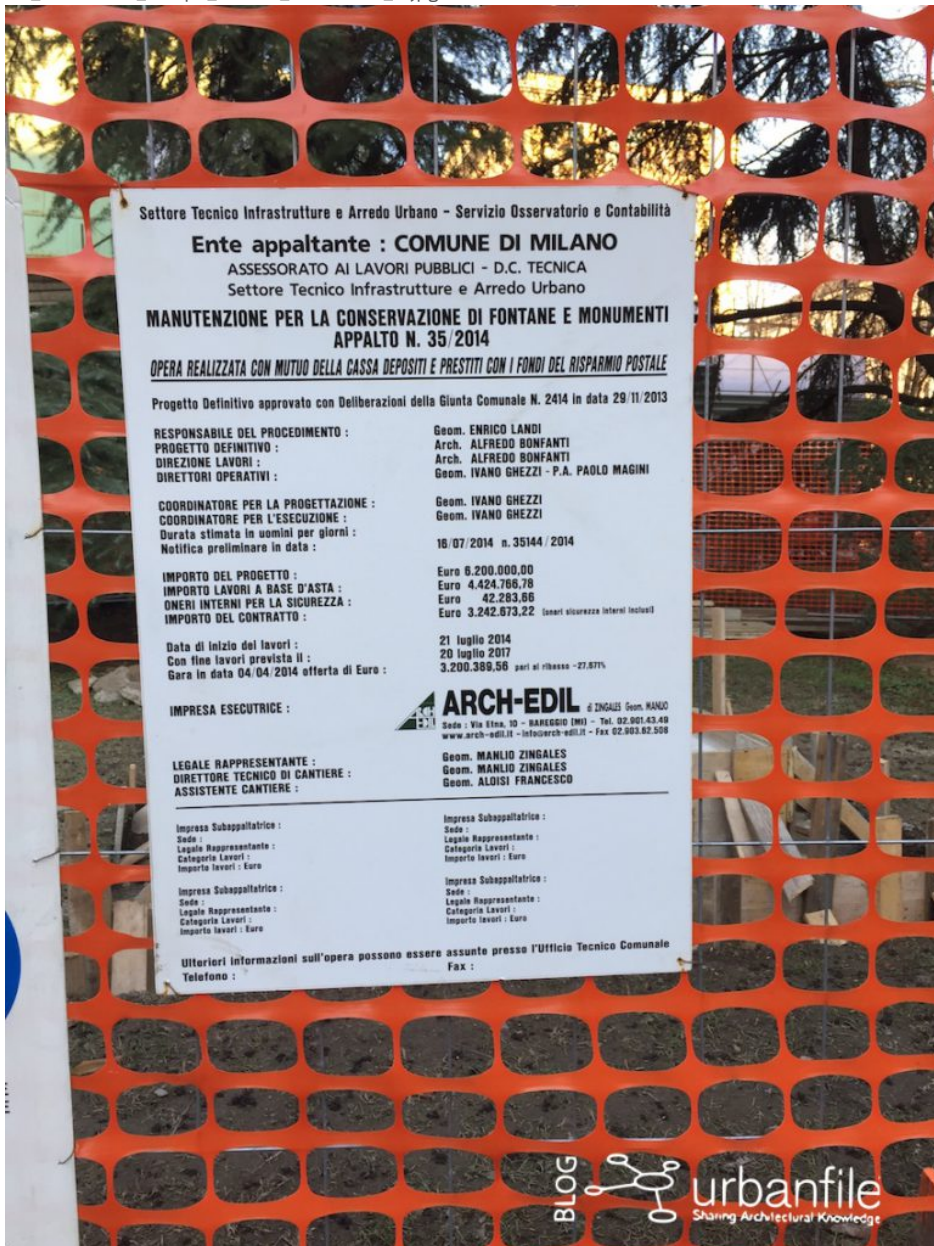 Settore Tecnico Infrastrutture e Arredo Urbano - Servizio Osservatorio e Contabilità
Ente appaltante : COMUNE DI MILANO
ASSESSORATO AI LAVORI PUBBLICI - D.C. TECNICA
Settore Tecnico Infrastrutture e Arredo Urbano
MANUTENZIONE PER LA CONSERVAZIONE DI FONTANE E MONUMENTI
APPALTO N. 35/2014
OPERA REALIZZATA CON MUTUO DELLA CASSA DEPOSITI E PRESTITI CON I FONDI DEL RISPARMIO POSTALE
Progetto Definitivo approvato con Deliberazioni della Giunta Comunale N. 2414 in data 29/11/2013
RESPONSABILE DEL PROCEDIMENTO : Geom. ENRICO LANDI
PROGETTO DEFINITIVO : Arch. ALFREDO BONFANTI
DIREZIONE LAVORI : Arch. ALFREDO BONFANTI
DIRETTORI OPERATIVI : Geom. IVANO GHEZZI - P.A. PAOLO MAGINI
COORDINATORE PER LA PROGETTAZIONE : Geom. IVANO GHEZZI
COORDINATORE PER L'ESECUZIONE : Geom. IVANO GHEZZI
Durata stimata in uomini per giorni :
Notifica preliminare in data : 16/07/2014 n. 35144/2014
IMPORTO DEL PROGETTO : Euro 6.200.000,00
IMPORTO LAVORI A BASE D'ASTA : Euro 4.424.766,78
ONERI INTERNI PER LA SICUREZZA : Euro 42.283,66
IMPORTO DEL CONTRATTO : Euro 3.242.673,22 (oneri sicurezza interni inclusi)
Data di inizio dei lavori : 21 luglio 2014
Con fine lavori prevista il : 20 luglio 2017
Gara in data 04/04/2014 offerta di Euro : 3.200.389,56 pari al ribasso -27,671%
IMPRESA ESECUTRICE : ARCH-EDIL di ZINGALES Geom. MANLIO
Sede : Via Etna, 10 - BAREGGIO (MI) - Tel. 02.901.43.49
www.arch-edil.it - info@arch-edil.it - Fax 02.903.62.508
LEGALE RAPPRESENTANTE : Geom. MANLIO ZINGALES
DIRETTORE TECNICO DI CANTIERE : Geom. MANLIO ZINGALES
ASSISTENTE CANTIERE : Geom. ALOISI FRANCESCO
Impresa Subappaltatrice :
Sede :
Legale Rappresentante :
Categoria Lavori :
Importo lavori : Euro
Impresa Subappaltatrice :
Sede :
Legale Rappresentante :
Categoria Lavori :
Importo lavori : Euro
Impresa Subappaltatrice :
Sede :
Legale Rappresentante :
Categoria Lavori :
Importo lavori : Euro
Impresa Subappaltatrice :
Sede :
Legale Rappresentante :
Categoria Lavori :
Importo lavori : Euro
Ulteriori informazioni sull'opera possono essere assunte presso l'Ufficio Tecnico Comunale
Telefono : Fax :
BLOG
urbanfile
Sharing Architectural Knowledge